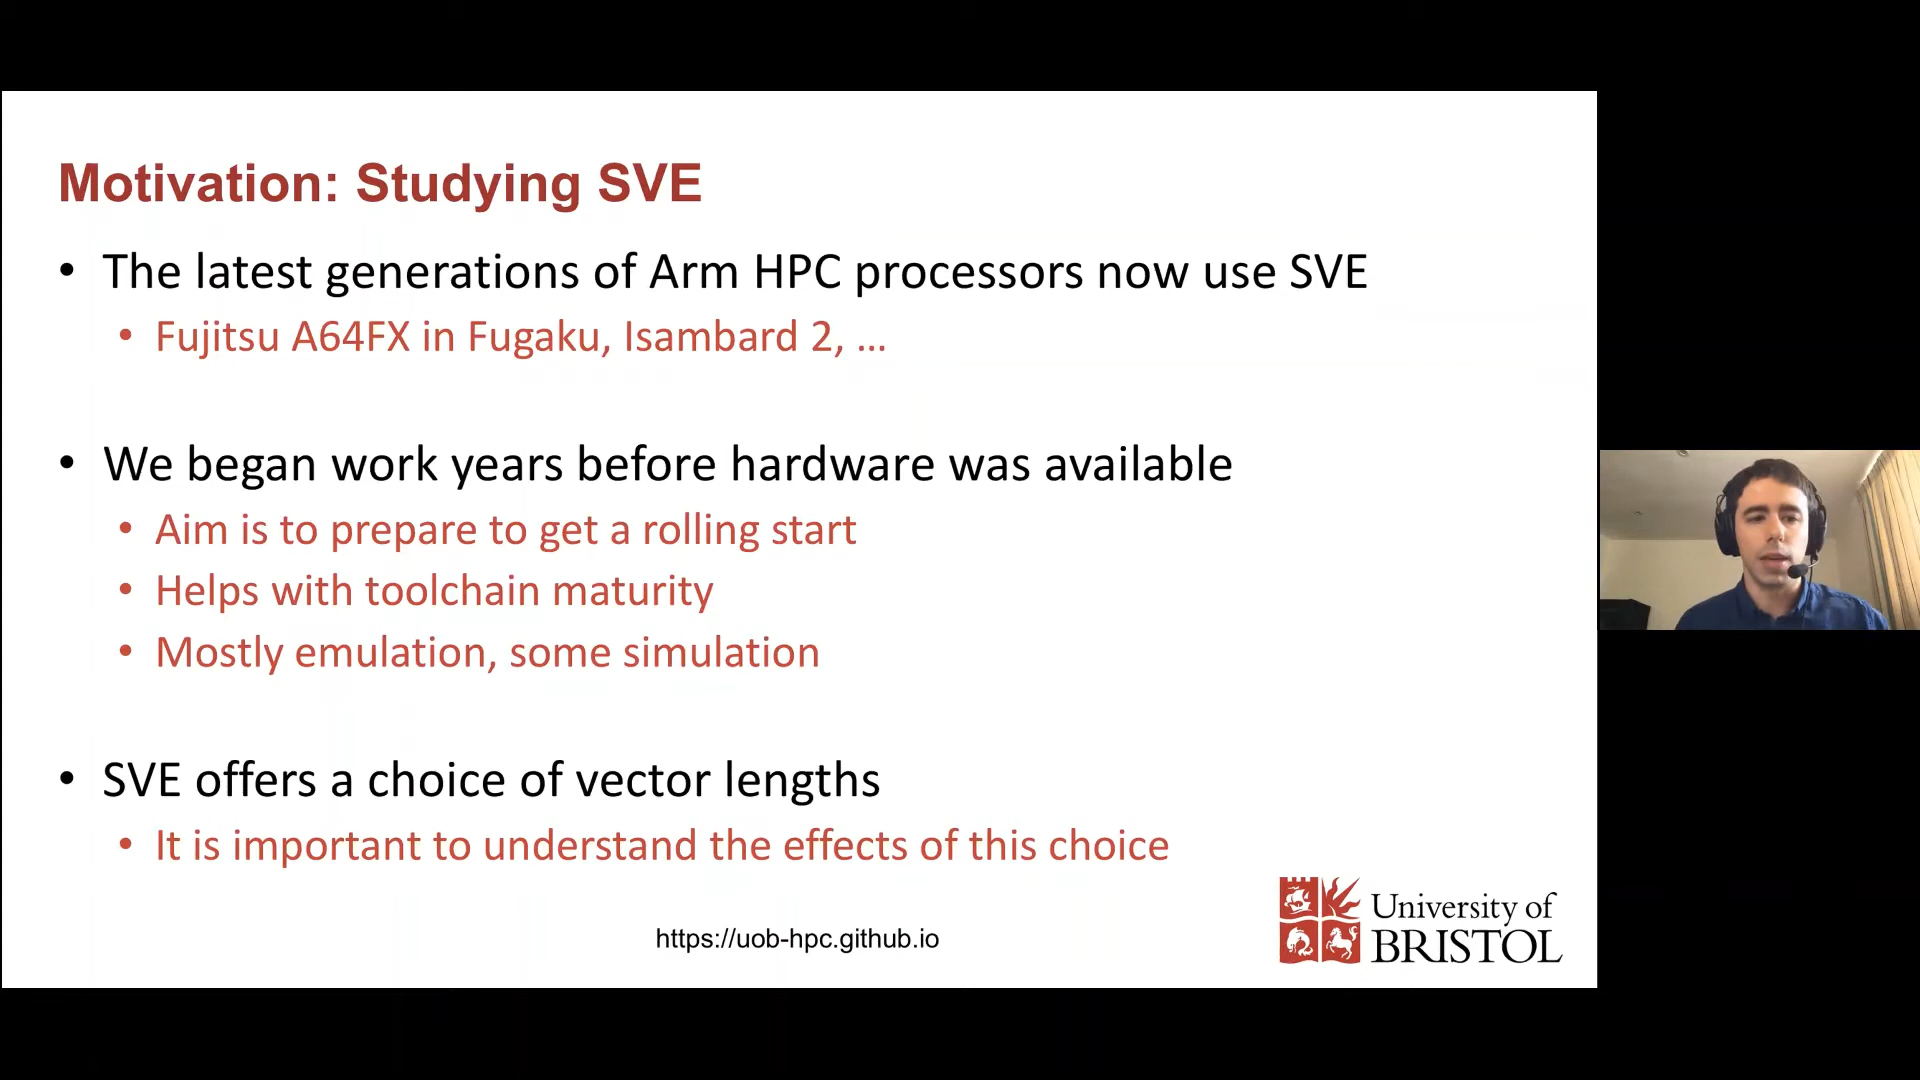 Motivation: Studying SVE
• The latest generations of Arm HPC processors now use SVE
• Fujitsu A64FX in Fugaku, Isambard 2, ...
• We began work years before hardware was available
• Aim is to prepare to get a rolling start
• Helps with toolchain maturity
• Mostly emulation, some simulation
• SVE offers a choice of vector lengths
• It is important to understand the effects of this choice
https://uob-hpc.github.io
University of
BRISTOL